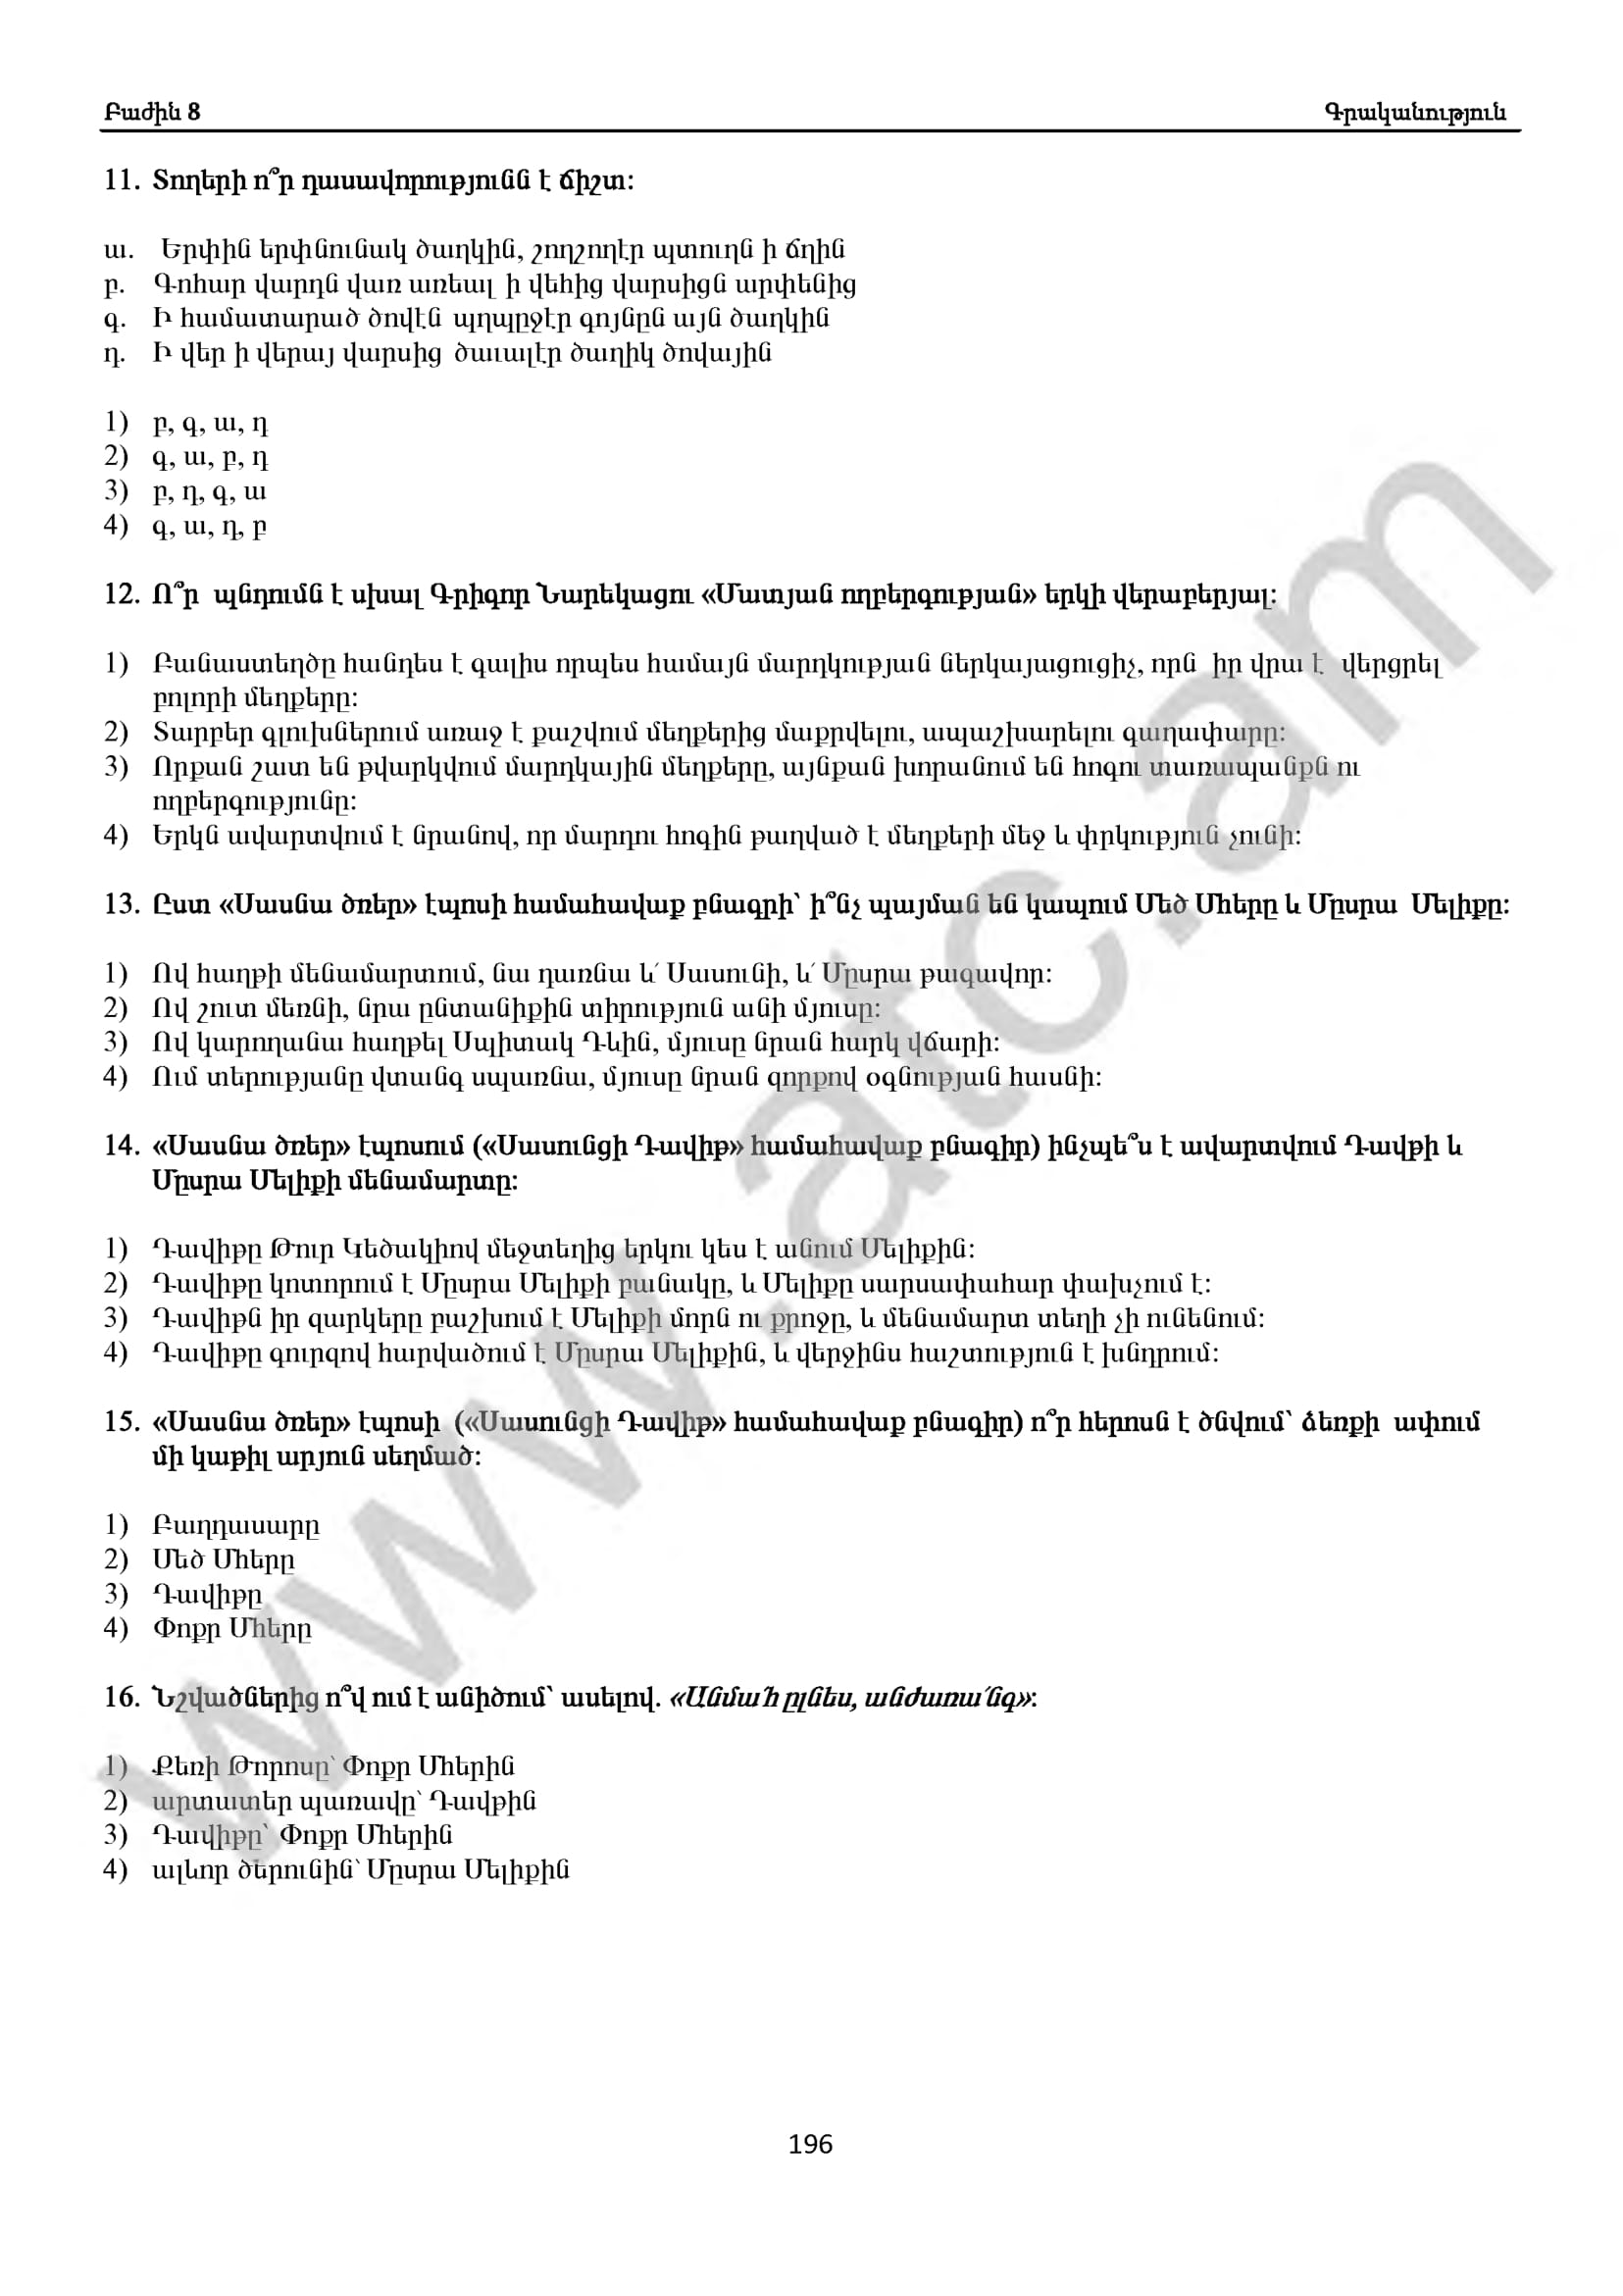 Բաժին 8 Գրականություն
11. Տողերի ո՞ր դասավորությունն է ճիշտ:
ա. Երփին երփնունակ ծաղկին, շողշողէր պտուղն ի ճղին
բ. Գոհար վարդն վառ առեալ ի վեհից վարսիցն արփենից
գ. Ի համատարած ծովէն պղպըջէր գոյնըն այն ծաղկին
դ. Ի վեր ի վերայ վարսից ծաւալէր ծաղիկ ծովային
1) բ, գ, ա, դ
2) գ, ա, բ, դ
3) բ, դ, գ, ա
4) գ, ա, դ, բ
12. Ո՞ր պնդումն է սխալ Գրիգոր Նարեկացու «Մատյան ողբերգության» երկի վերաբերյալ:
1) Բանաստեղծը հանդես է գալիս որպես համայն մարդկության ներկայացուցիչ, որն իր վրա է վերցրել
բոլորի մեղքերը:
2) Տարբեր գլուխներում առաջ է քաշվում մեղքերից մաքրվելու, ապաշխարելու գաղափարը:
3) Որքան շատ են թվարկվում մարդկային մեղքերը, այնքան խորանում են հոգու տառապանքն ու
ողբերգությունը:
4) Երկն ավարտվում է նրանով, որ մարդու հոգին թաղված է մեղքերի մեջ և փրկություն չունի:
13. Ըստ «Սասնա ծռեր» էպոսի համահավաք բնագրի՝ ի՞նչ պայման են կապում Մեծ Մհերը և Մըսրա Մելիքը:
1) Ով հաղթի մենամարտում, նա դառնա և՛ Սասունի, և՛ Մըսրա թագավոր:
2) Ով շուտ մեռնի, նրա ընտանիքին տիրություն անի մյուսը:
3) Ով կարողանա հաղթել Սպիտակ Դևին, մյուսը նրան հարկ վճարի:
4) Ում տերությանը վտանգ սպառնա, մյուսը նրան զորքով օգնության հասնի:
14. «Սասնա ծռեր» էպոսում («Սասունցի Դավիթ» համահավաք բնագիր) ինչպե՞ս է ավարտվում Դավթի և
Մըսրա Մելիքի մենամարտը:
1) Դավիթը Թուր Կեծակիով մեջտեղից երկու կես է անում Մելիքին:
2) Դավիթը կոտորում է Մըսրա Մելիքի բանակը, և Մելիքը սարսափահար փախչում է:
3) Դավիթն իր զարկերը բաշխում է Մելիքի մորն ու քրոջը, և մենամարտ տեղի չի ունենում:
4) Դավիթը գուրզով հարվածում է Մըսրա Մելիքին, և վերջինս հաշտություն է խնդրում:
15. «Սասնա ծռեր» էպոսի («Սասունցի Դավիթ» համահավաք բնագիր) ո՞ր հերոսն է ծնվում՝ ձեռքի ափում
մի կաթիլ արյուն սեղմած:
1) Բաղդասարը
2) Մեծ Մհերը
3) Դավիթը
4) Փոքր Մհերը
16. Նշվածներից ո՞վ ում է անիծում՝ ասելով. «Անմա՛հ ըլնես, անժառա՛նգ»:
1) Քեռի Թորոսը՝ Փոքր Մհերին
2) արտատեր պառավը՝ Դավթին
3) Դավիթը՝ Փոքր Մհերին
4) ալևոր ծերունին՝ Մըսրա Մելիքին
www.atc.am
196